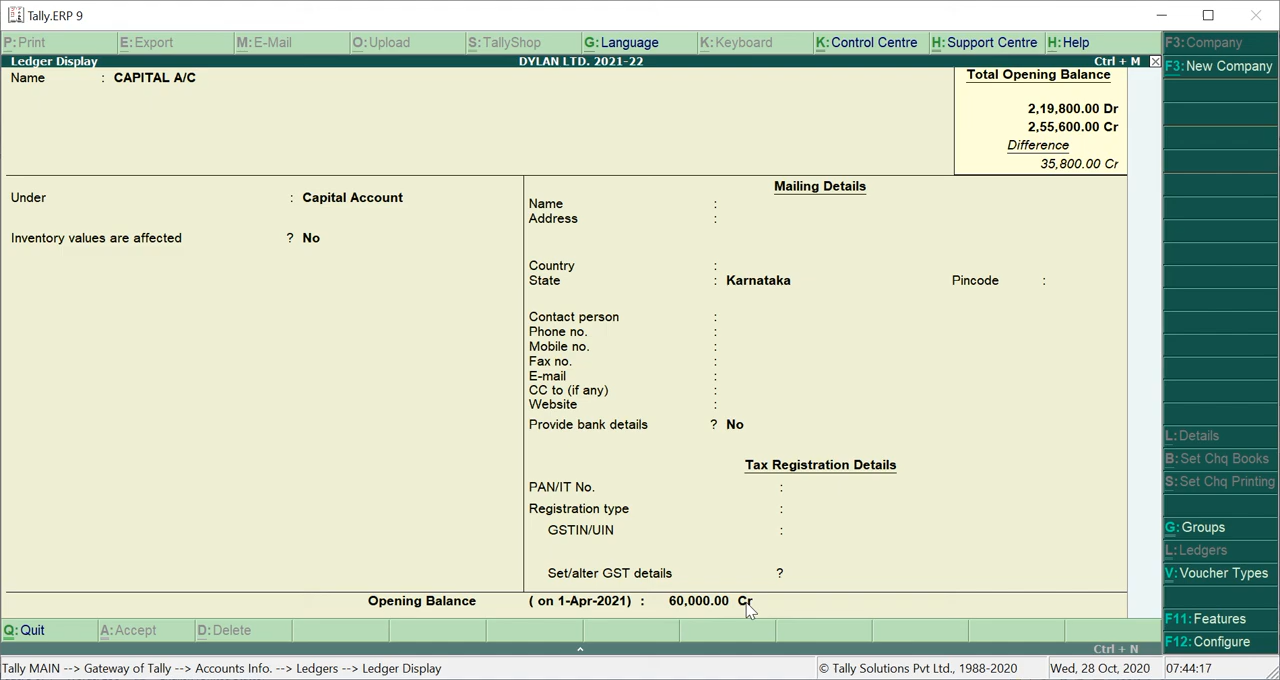 Tally.ERP 9
P:Print E:Export M:E-Mail O:Upload S:TallyShop G:Language K:Keyboard K:Control Centre H:Support Centre H:Help
Ledger Display DYLAN LTD. 2021-22 Ctrl + M
Name : CAPITAL A/C
Total Opening Balance
2,19,800.00 Dr
2,55,600.00 Cr
Difference
35,800.00 Cr
Under : Capital Account
Inventory values are affected ? No
Mailing Details
Name :
Address :
Country :
State : Karnataka Pincode :
Contact person :
Phone no. :
Mobile no. :
Fax no. :
E-mail :
CC to (if any) :
Website :
Provide bank details ? No
Tax Registration Details
PAN/IT No. :
Registration type :
GSTIN/UIN :
Set/alter GST details ?
Opening Balance ( on 1-Apr-2021) : 60,000.00 Cr
Q:Quit A:Accept D:Delete
Ctrl + N
F3:Company
F3:New Company
L:Details
B:Set Chq Books
S:Set Chq Printing
G:Groups
L:Ledgers
V:Voucher Types
F11:Features
F12:Configure
Tally MAIN --> Gateway of Tally --> Accounts Info. --> Ledgers --> Ledger Display © Tally Solutions Pvt Ltd., 1988-2020 Wed, 28 Oct, 2020 07:44:17